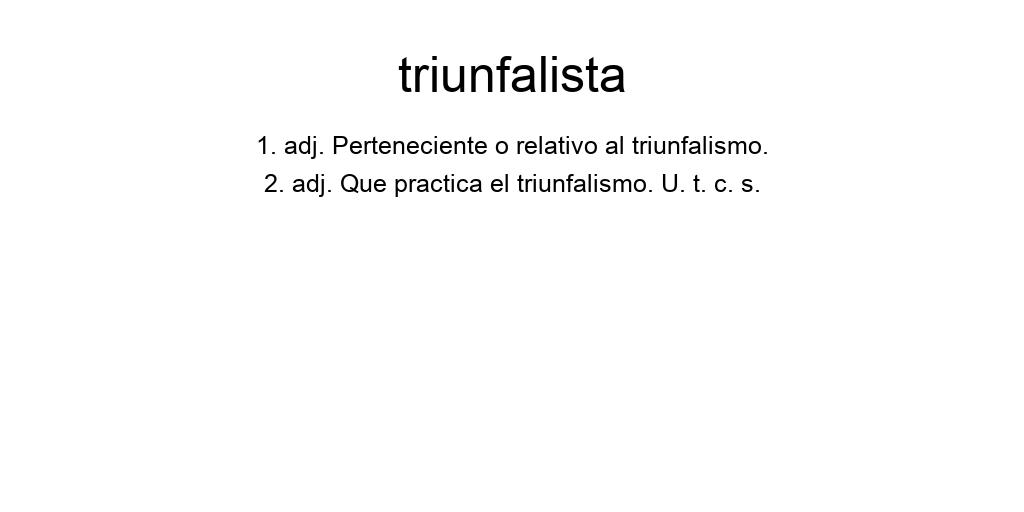 triunfalista
1. adj. Perteneciente o relativo al triunfalismo.
2. adj. Que practica el triunfalismo. U. t. c. s.